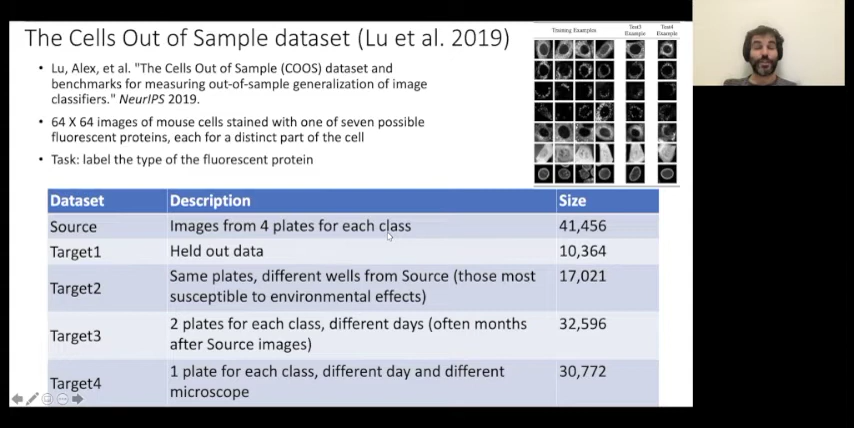 The Cells Out of Sample dataset (Lu et al. 2019)
Training Examples
Test3
Example
Test4
Example
• Lu, Alex, et al. "The Cells Out of Sample (COOS) dataset and
benchmarks for measuring out-of-sample generalization of image
classifiers." NeurIPS 2019.
• 64 X 64 images of mouse cells stained with one of seven possible
fluorescent proteins, each for a distinct part of the cell
• Task: label the type of the fluorescent protein
Dataset Description Size
Source Images from 4 plates for each class 41,456
Target1 Held out data 10,364
Target2 Same plates, different wells from Source (those most 17,021
susceptible to environmental effects)
Target3 2 plates for each class, different days (often months 32,596
after Source images)
Target4 1 plate for each class, different day and different 30,772
microscope